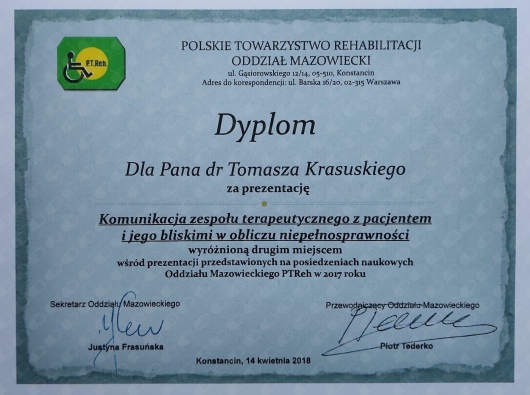 P.T.Reh.
POLSKIE TOWARZYSTWO REHABILITACJI
ODDZIAŁ MAZOWIECKI
ul. Gąsiorowskiego 12/14, 05-510, Konstancin
Adres do korespondencji: ul. Barska 16/20, 02-315 Warszawa
Dyplom
Dla Pana dr Tomasza Krasuskiego
za prezentację
Komunikacja zespołu terapeutycznego z pacjentem
i jego bliskimi w obliczu niepełnosprawności
wyróżnioną drugim miejscem
wśród prezentacji przedstawionych na posiedzeniach naukowych
Oddziału Mazowieckiego PTReh w 2017 roku
Sekretarz Oddziału Mazowieckiego
Przewodniczący Oddziału Mazowieckiego
Justyna Frasuńska
Piotr Tederko
Konstancin, 14 kwietnia 2018